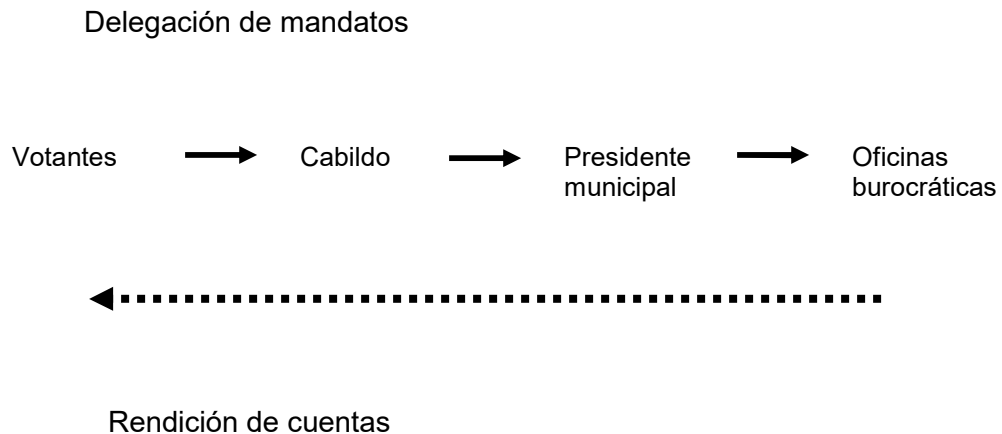 Delegación de mandatos
Votantes
Cabildo
Presidente
municipal
Oficinas
burocráticas
Rendición de cuentas